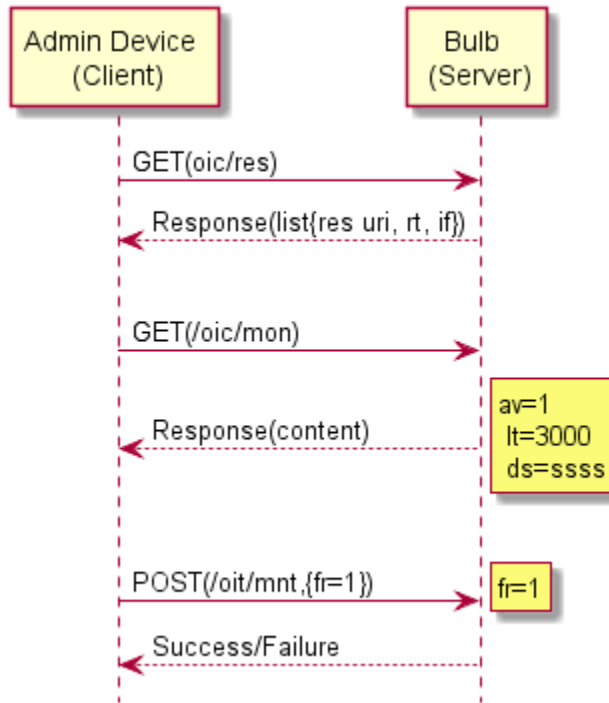 Admin Device
(Client)
Bulb
(Server)
GET(oic/res)
Response(list{res uri, rt, if})
GET(/oic/mon)
av=1
lt=3000
ds=ssss
Response(content)
POST(/oit/mnt,{fr=1})
fr=1
Success/Failure